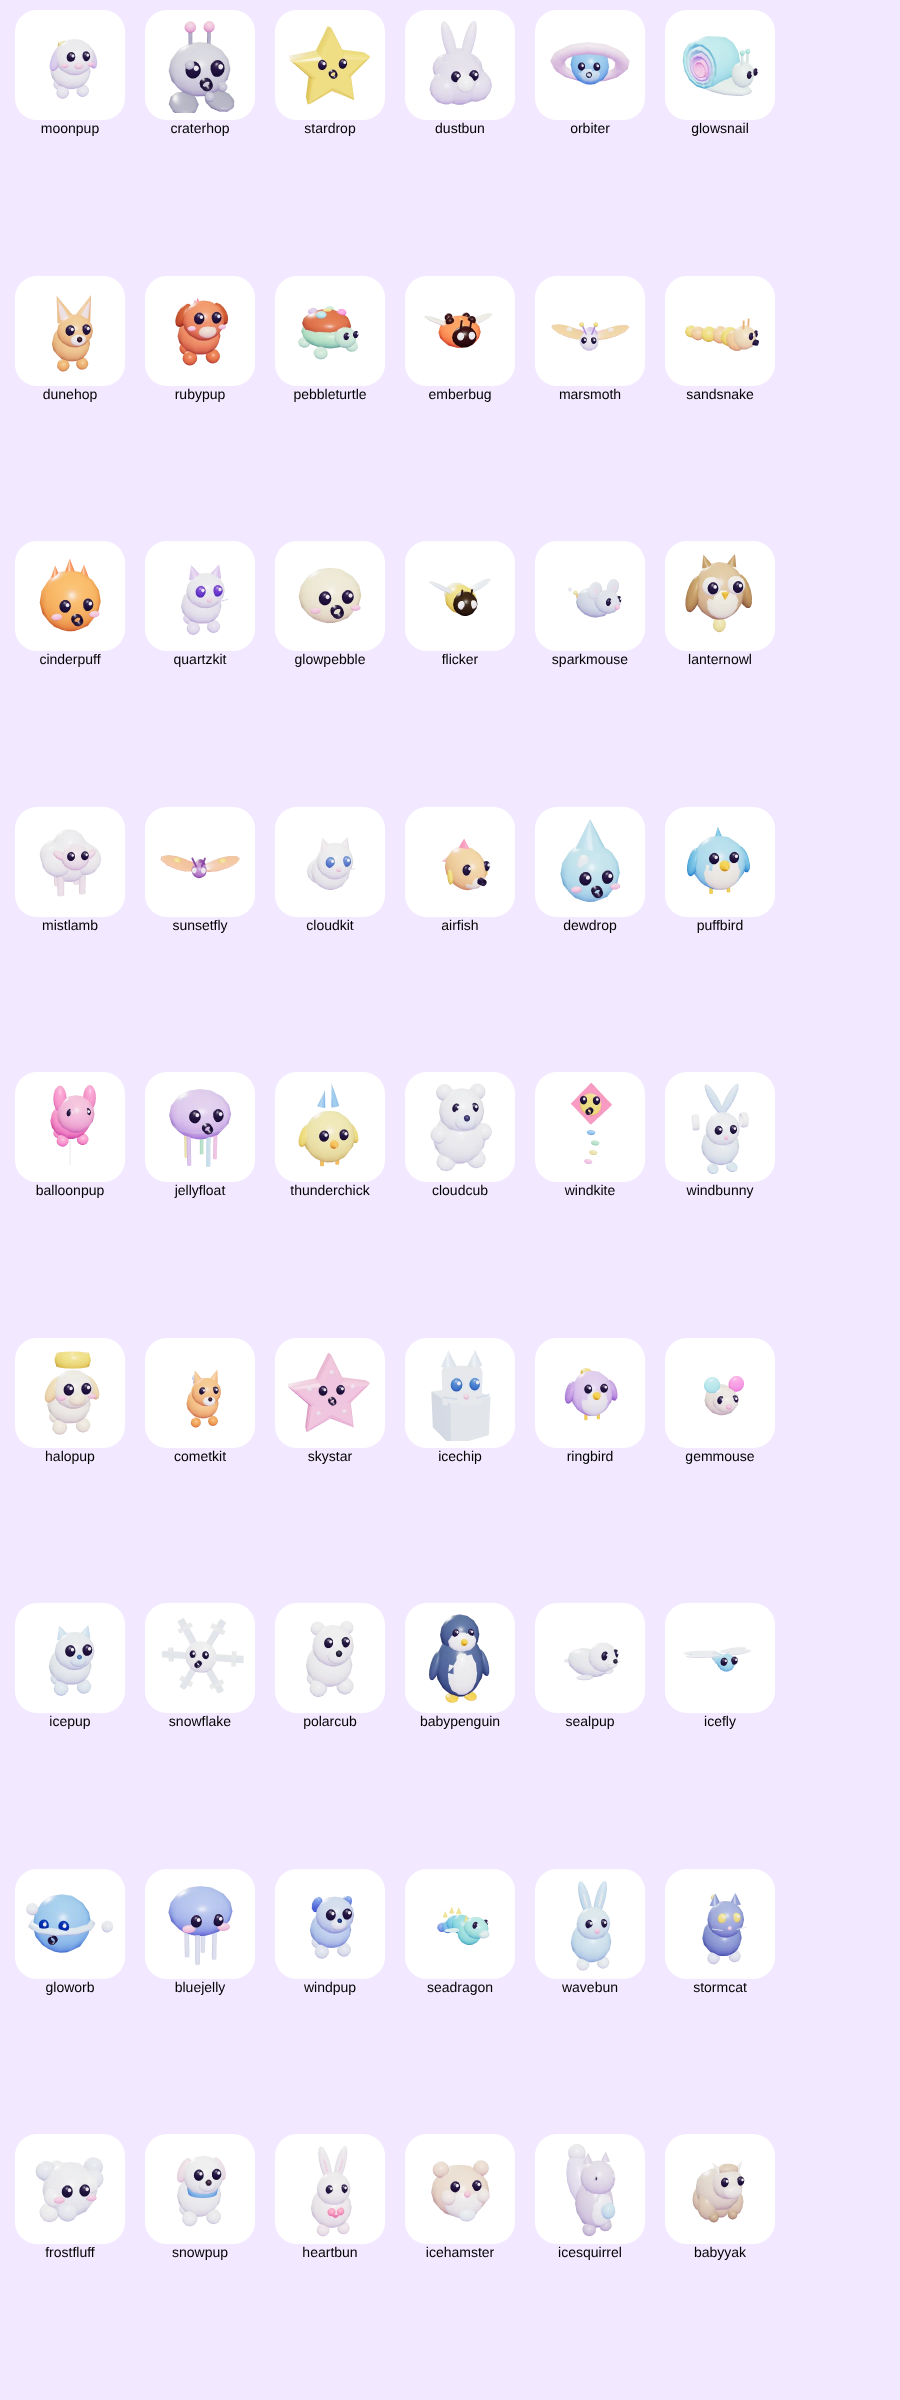 moonpup craterhop stardrop dustbun orbiter glowsnail
dunehop rubypup pebbleturtle emberbug marsmoth sandsnake
cinderpuff quartzkit glowpebble flicker sparkmouse lanternowl
mistlamb sunsetfly cloudkit airfish dewdrop puffbird
balloonpup jellyfloat thunderchick cloudcub windkite windbunny
halopup cometkit skystar icechip ringbird gemmouse
icepup snowflake polarcub babypenguin sealpup icefly
gloworb bluejelly windpup seadragon wavebun stormcat
frostfluff snowpup heartbun icehamster icesquirrel babyyak